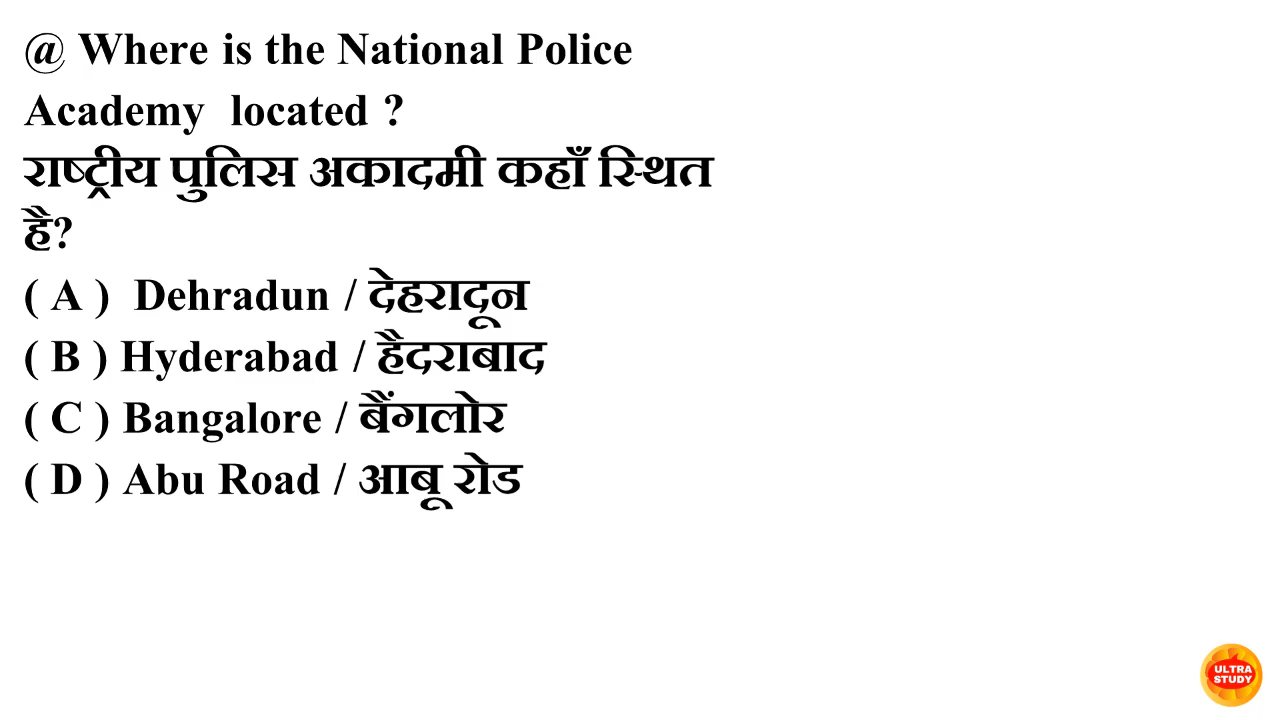 @ Where is the National Police
Academy  located ?
राष्ट्रीय पुलिस अकादमी कहाँ स्थित
है?
( A )  Dehradun / देहरादून
( B ) Hyderabad / हैदराबाद
( C ) Bangalore / बैंगलोर
( D ) Abu Road / आबू रोड
ULTRA
STUDY